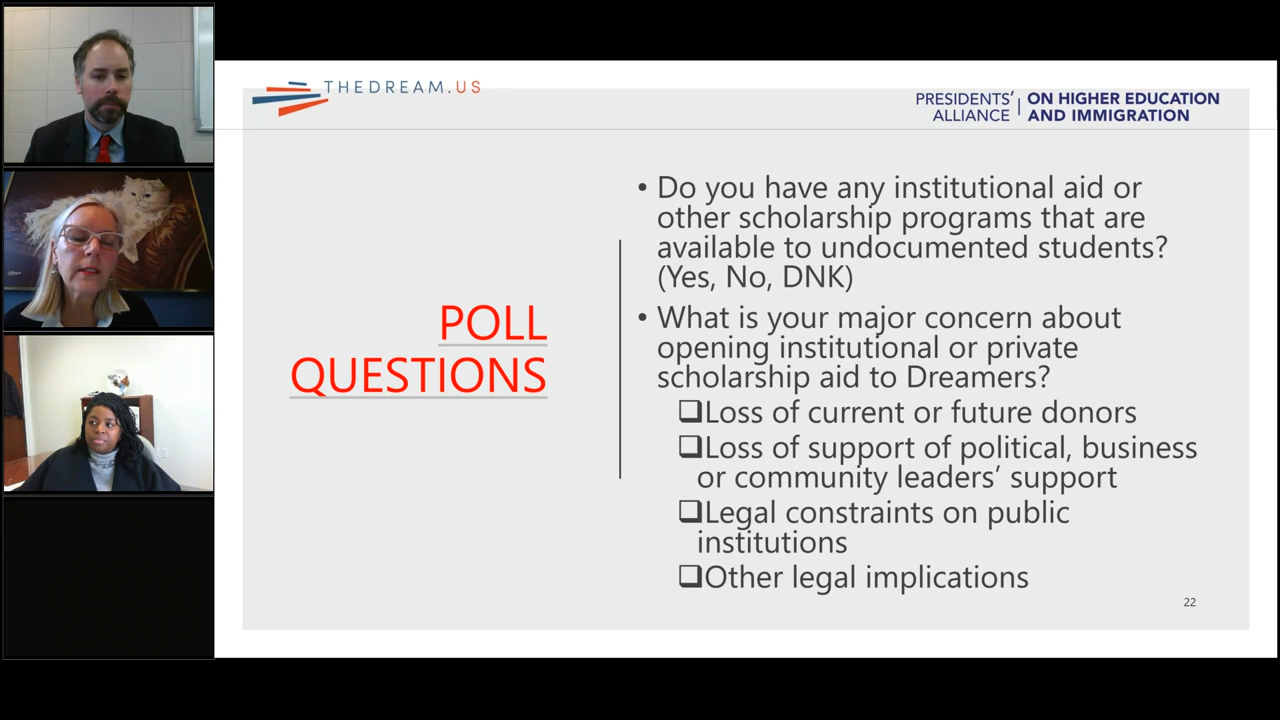 THEDREAM.US
PRESIDENTS' ALLIANCE
ON HIGHER EDUCATION
AND IMMIGRATION
POLL
QUESTIONS
• Do you have any institutional aid or
other scholarship programs that are
available to undocumented students?
(Yes, No, DNK)
• What is your major concern about
opening institutional or private
scholarship aid to Dreamers?
❑Loss of current or future donors
❑Loss of support of political, business
or community leaders’ support
❑Legal constraints on public
institutions
❑Other legal implications
22